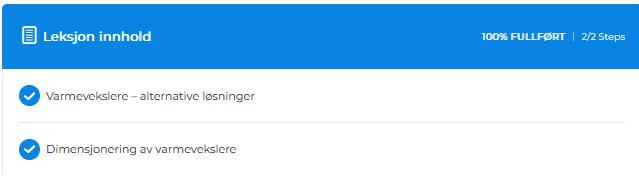 Leksjon innhold
100% FULLFØRT | 2/2 Steps
Varmevekslere – alternative løsninger
Dimensjonering av varmevekslere